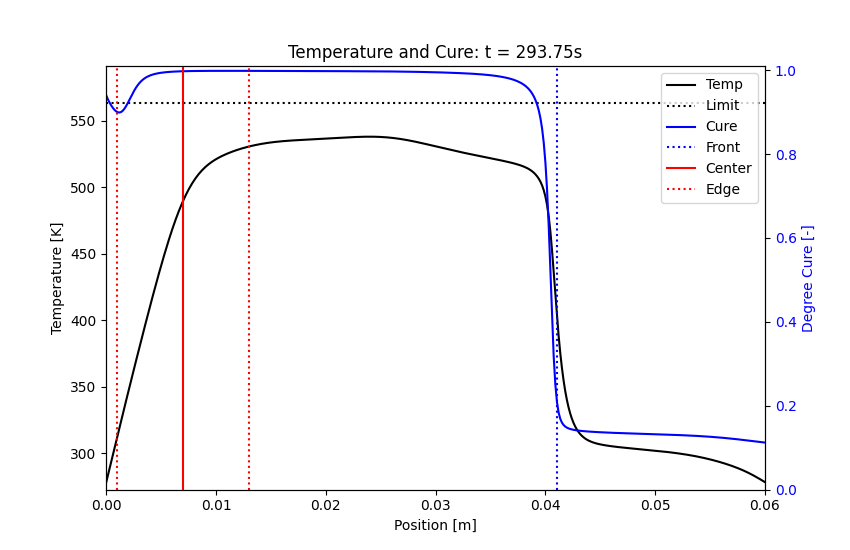 Temperature and Cure: t = 293.75s
Temperature [K]
550
500
450
400
350
300
Temp
Limit
Cure
Front
Center
Edge
1.0
0.8
0.6
0.4
0.2
0.0
Degree Cure [-]
0.00 0.01 0.02 0.03 0.04 0.05 0.06
Position [m]